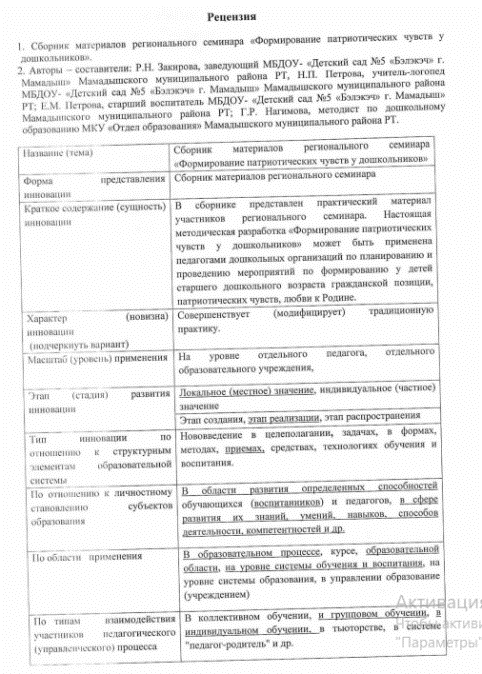 Рецензия
1. Сборник материалов регионального семинара «Формирование патриотических чувств у
дошкольников».
2. Авторы – составители: Р.Н. Закирова, заведующий МБДОУ- «Детский сад №5 «Бэлэкэч» г.
Мамадыш» Мамадышского муниципального района РТ, Н.П. Петрова, учитель-логопед
МБДОУ- «Детский сад №5 «Бэлэкэч» г. Мамадыш» Мамадышского муниципального района
РТ; Е.М. Петрова, старший воспитатель МБДОУ- «Детский сад №5 «Бэлэкэч» г. Мамадыш»
Мамадышского муниципального района РТ; Г.Р. Нагимова, методист по дошкольному
образованию МКУ «Отдел образования» Мамадышского муниципального района РТ.
Название (тема)
Сборник материалов регионального семинара
«Формирование патриотических чувств у дошкольников»
Форма представления
инновации
Сборник материалов регионального семинара
Краткое содержание (сущность)
инновации
В сборнике представлен практический материал
участников регионального семинара. Настоящая
методическая разработка «Формирование патриотических
чувств у дошкольников» может быть применена
педагогами дошкольных организаций по планированию и
проведению мероприятий по формированию у детей
старшего дошкольного возраста гражданской позиции,
патриотических чувств, любви к Родине.
Характер (новизна)
инновации
(подчеркнуть вариант)
Совершенствует (модифицирует) традиционную
практику.
Масштаб (уровень) применения
На уровне отдельного педагога, отдельного
образовательного учреждения,
Этап (стадия) развития
инновации
Локальное (местное) значение, индивидуальное (частное)
значение
Этап создания, этап реализации, этап распространения
Тип инновации по
отношению к структурным
элементам образовательной
системы
Нововведение в целеполагании, задачах, в формах,
методах, приемах, средствах, технологиях обучения и
воспитания.
По отношению к личностному
становлению субъектов
образования
В области развития определенных способностей
обучающихся (воспитанников) и педагогов, в сфере
развития их знаний, умений, навыков, способов
деятельности, компетентностей и др.
По области применения
В образовательном процессе, курсе, образовательной
области, на уровне системы обучения и воспитания, на
уровне системы образования, в управлении образование
(учреждением)
По типам взаимодействия
участников педагогического
(управленческого) процесса
В коллективном обучении, и групповом обучении, в
индивидуальном обучении, в тьюторстве, в системе
"педагог-родитель" и др.
Активация
Чтобы активи
"Параметры"